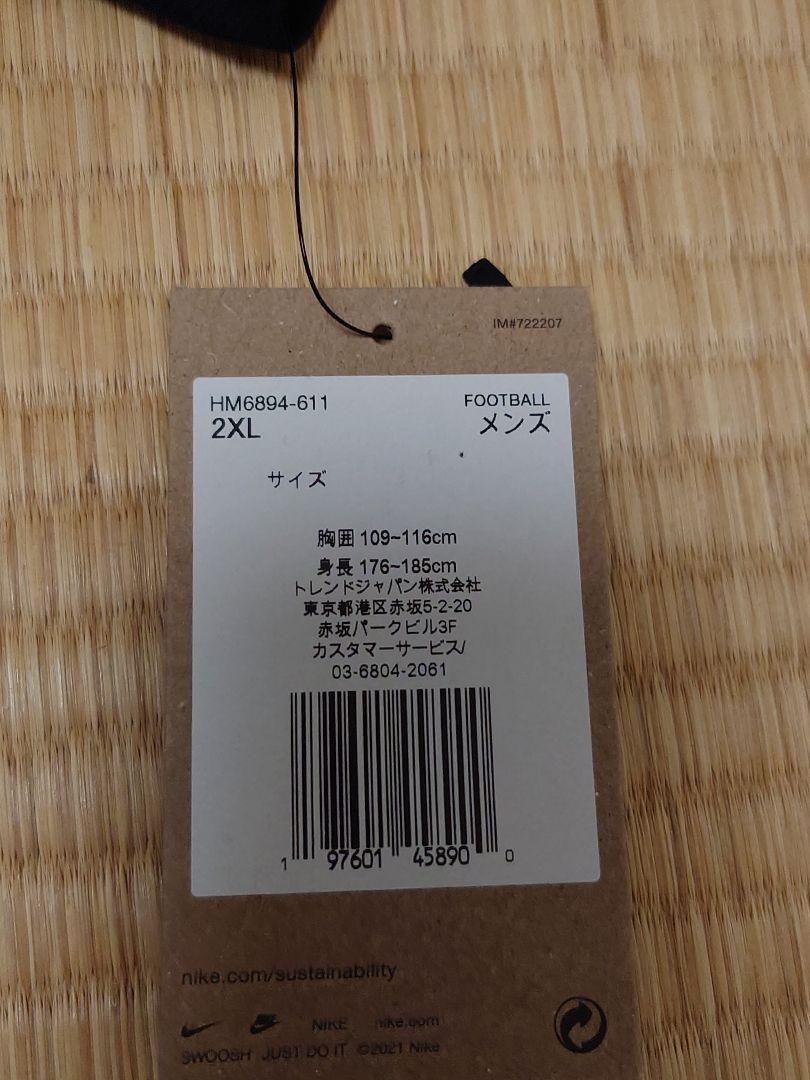 IM#722207
HM6894-611
FOOTBALL
2XL
メンズ
サイズ
胸囲 109~116cm
身長 176~185cm
トレンドジャパン株式会社
東京都港区赤坂5-2-20
赤坂パークビル3F
カスタマーサービス/
03-6804-2061
1 97601 45890 0
nike.com/sustainability
NIKE nike.com
SWOOSH JUST DO IT ©2021 Nike